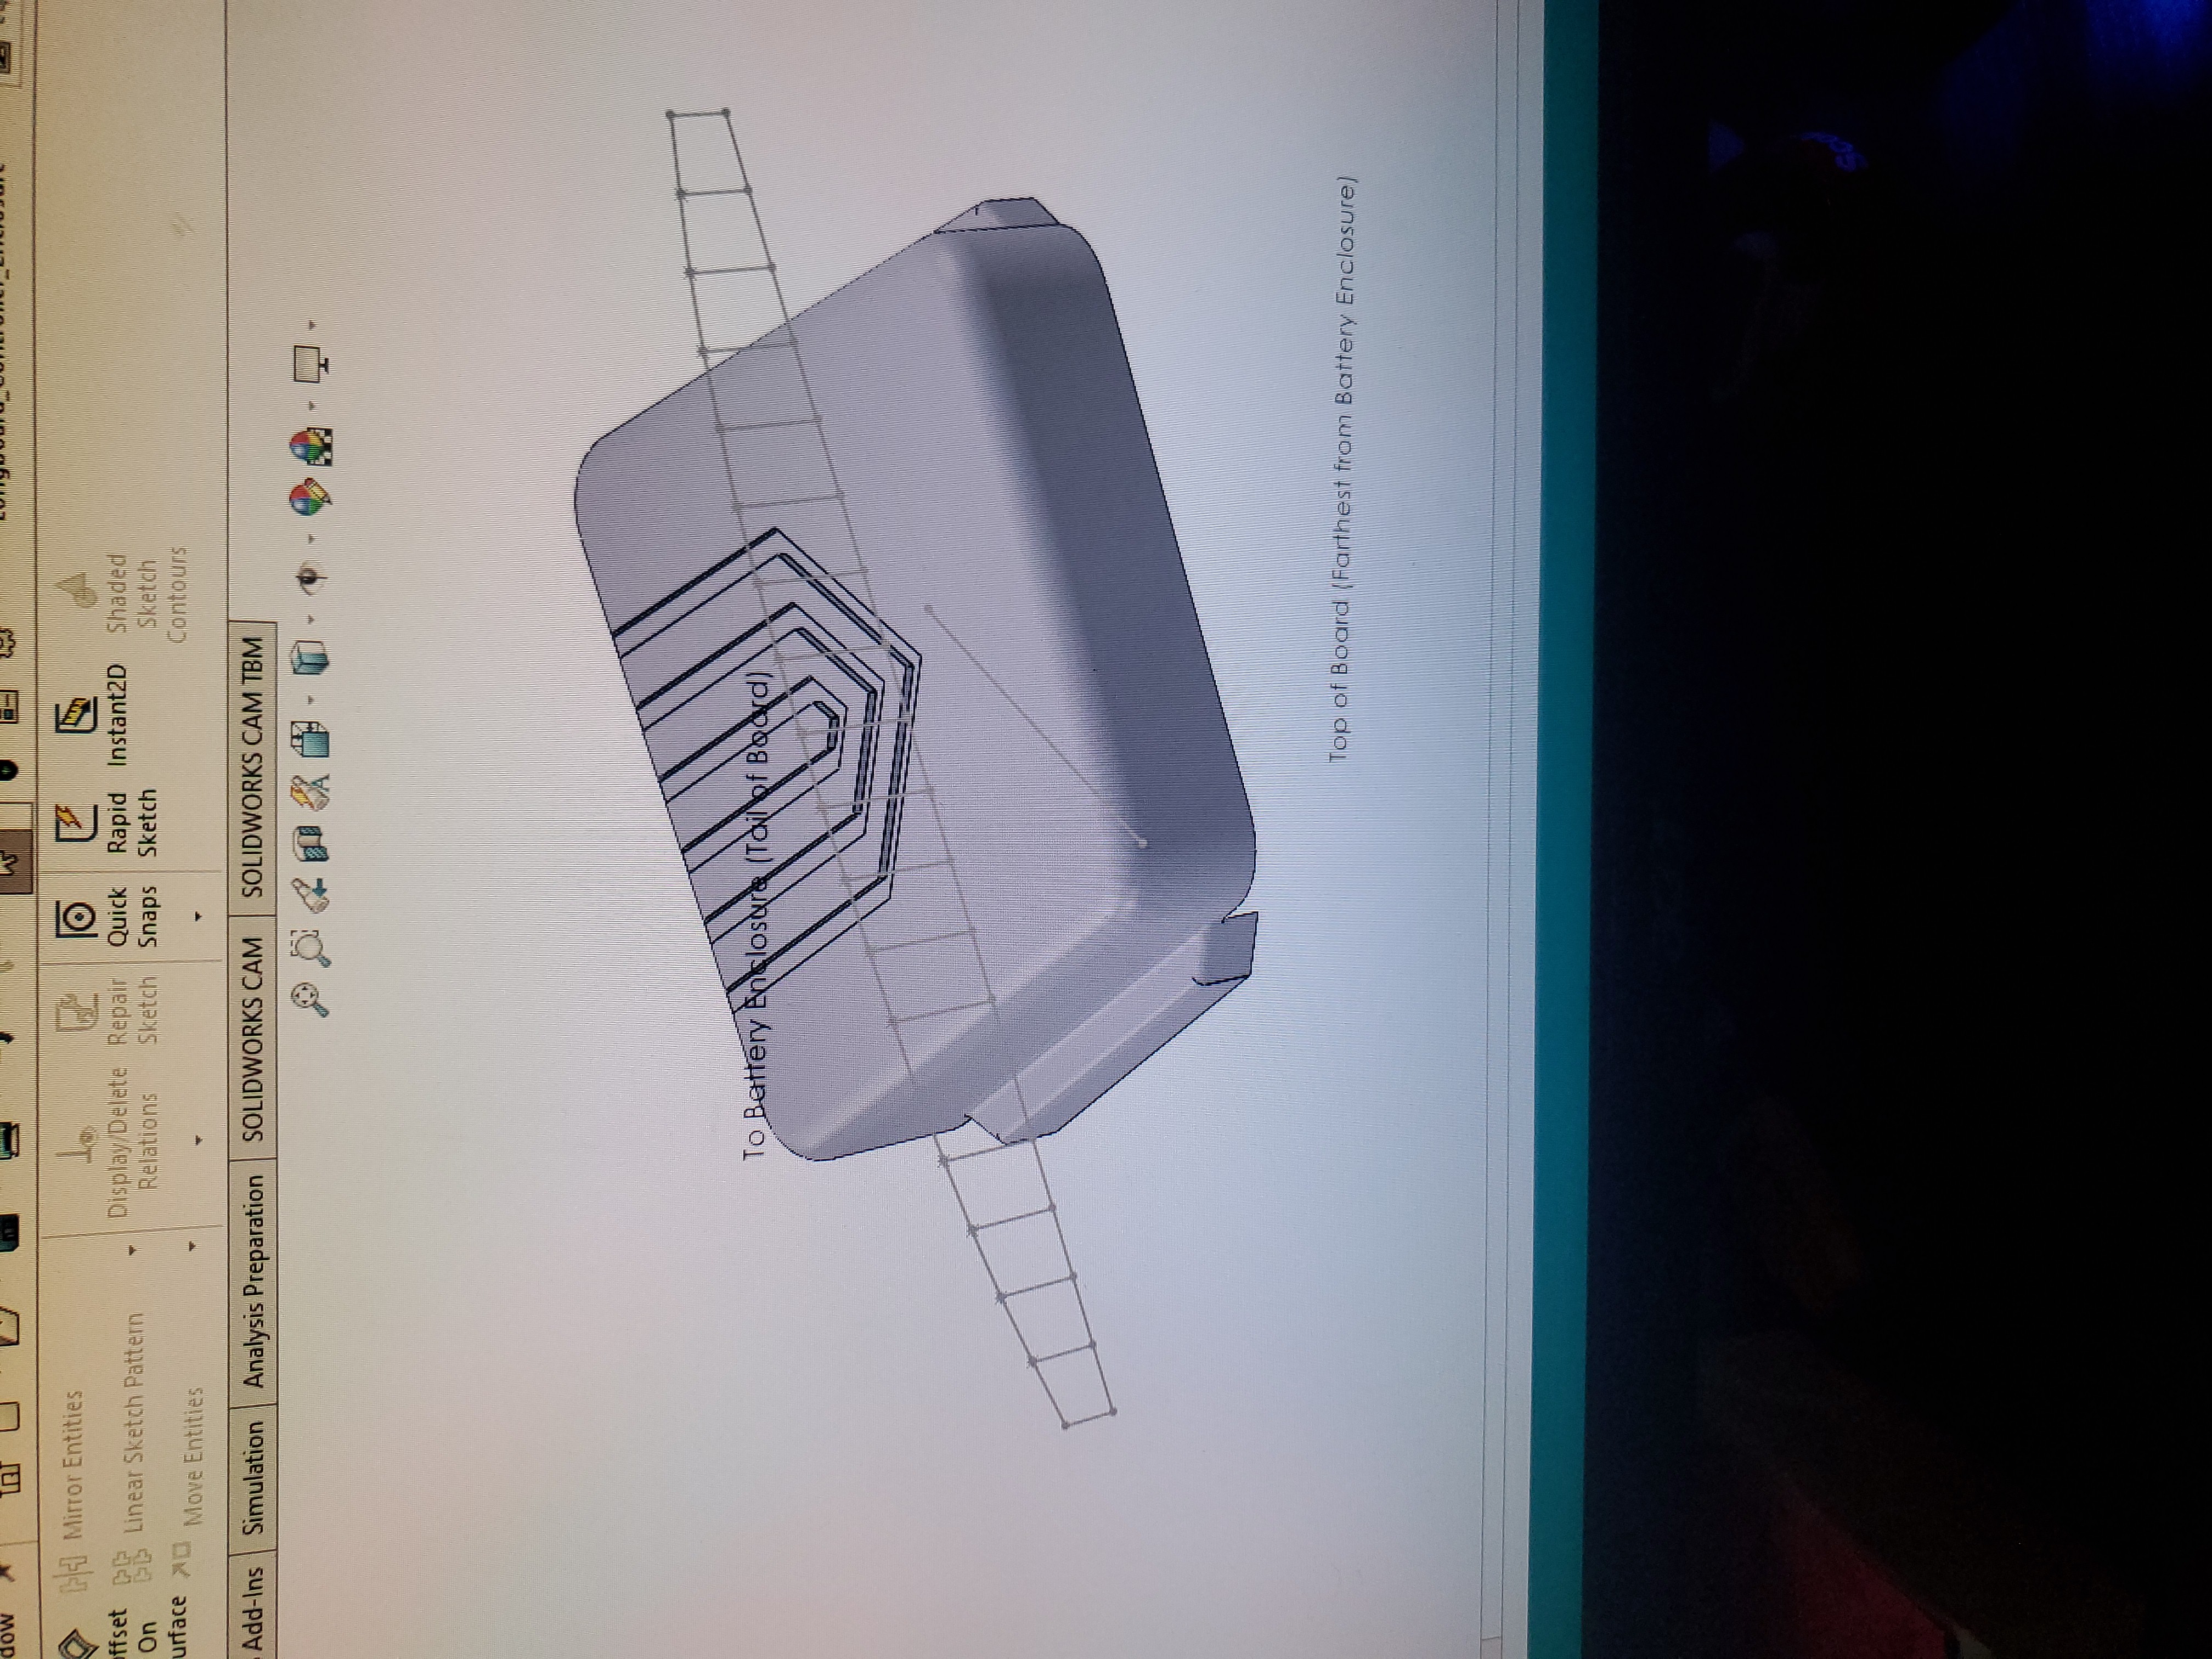 dow
Mirror Entities
ffset
On
urface
Linear Sketch Pattern
Move Entities
Display/Delete
Relations
Repair
Sketch
Quick
Snaps
Rapid
Sketch
Instant2D
Shaded
Sketch
Contours
Add-Ins
Simulation
Analysis Preparation
SOLIDWORKS CAM
SOLIDWORKS CAM TBM
To Battery Enclosure (Tail of Board)
Top of Board (Farthest from Battery Enclosure)